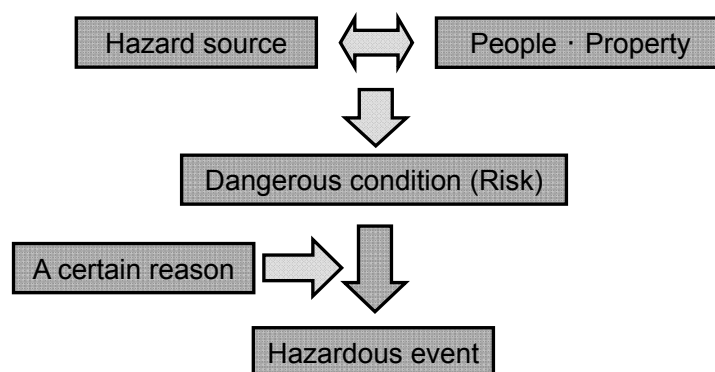 Hazard source
People · Property
Dangerous condition (Risk)
A certain reason
Hazardous event